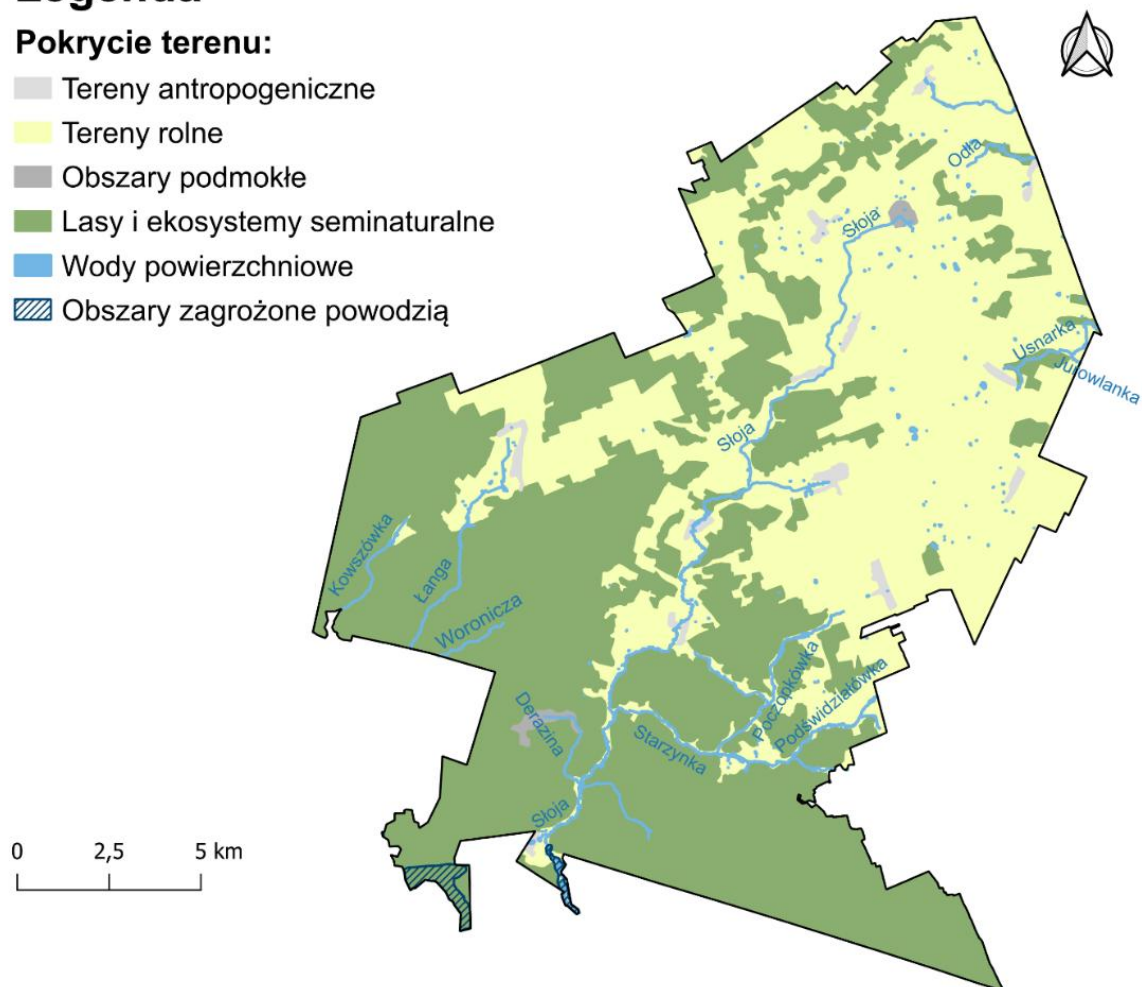 Legenda
Pokrycie terenu:
Tereny antropogeniczne
Tereny rolne
Obszary podmokłe
Lasy i ekosystemy seminaturalne
Wody powierzchniowe
Obszary zagrożone powodzią
Odła
Słoja
Usnarka
Jurowlanka
Słoja
Kowszówka
Łanga
Woronicza
Poczopkówka
Podświdziałówka
Derazina
Starzynka
Słoja
0 2,5 5 km